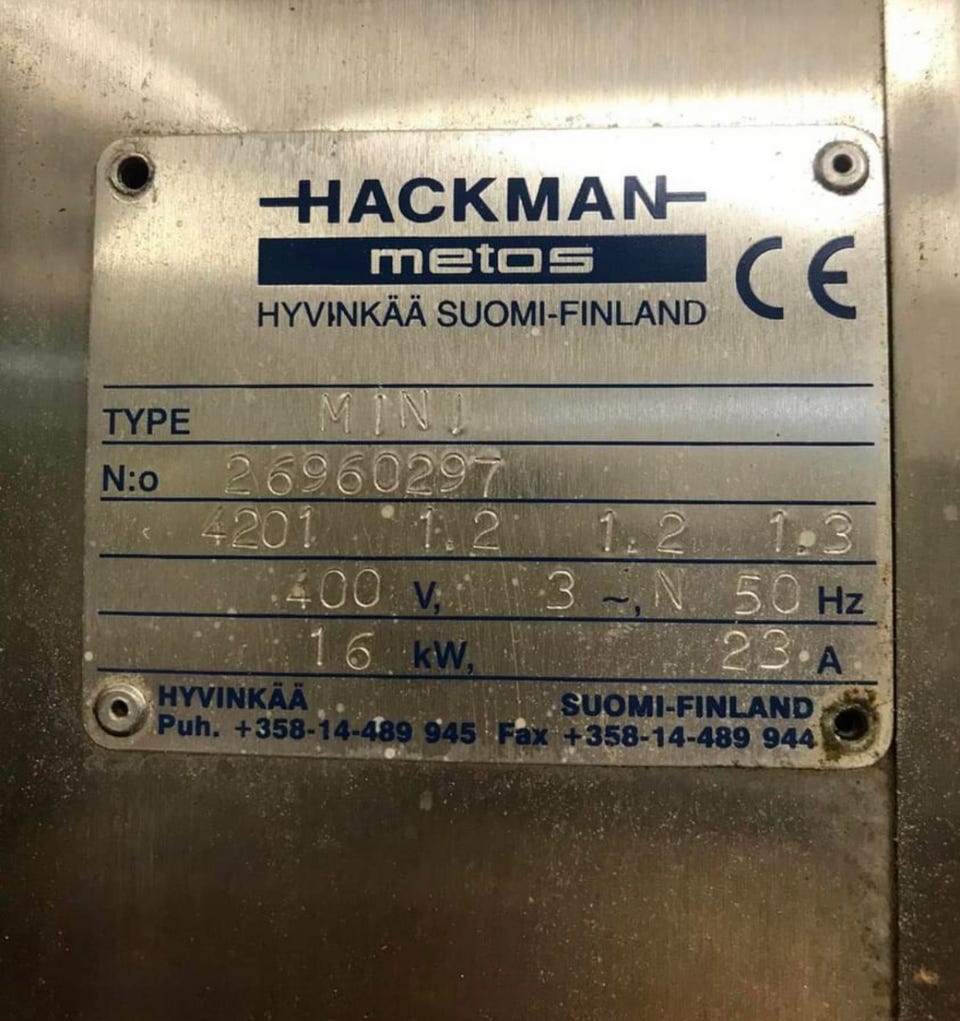 HACKMAN
metos
HYVINKÄÄ SUOMI-FINLAND
CE
TYPE MINI
N:o 26960297
4201 1.2 1.2 1.3
400 V, 3 ~, N 50 Hz
16 kW, 23 A
HYVINKÄÄ SUOMI-FINLAND
Puh. +358-14-489 945 Fax +358-14-489 944